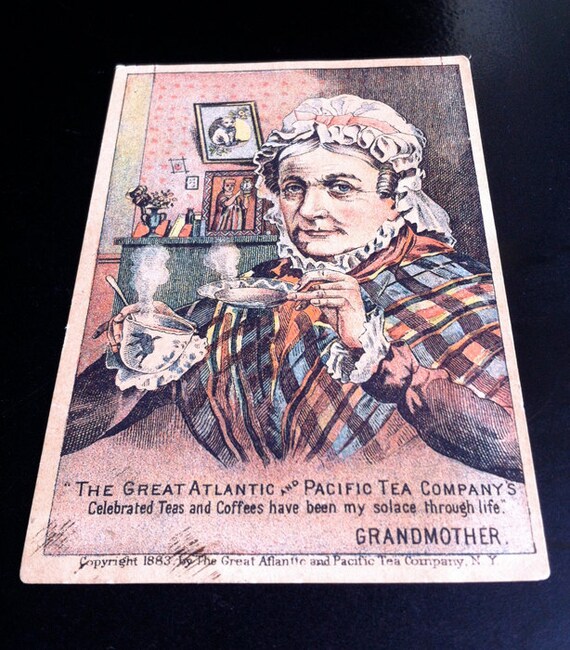 "THE GREAT ATLANTIC AND PACIFIC TEA COMPANY'S
Celebrated Teas and Coffees have been my solace through life."
GRANDMOTHER.
Copyright 1883, by The Great Atlantic and Pacific Tea Company, N. Y.